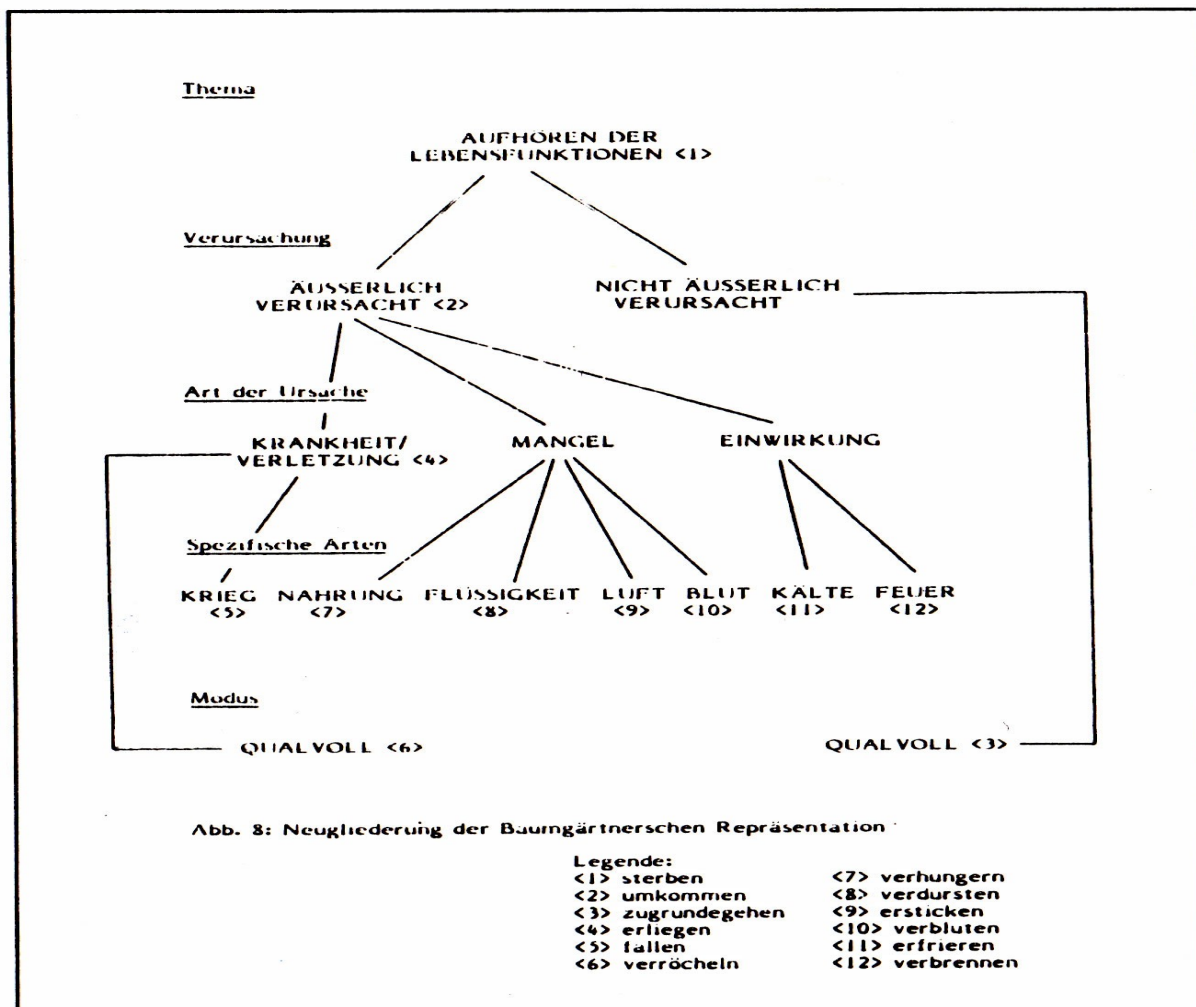 Thema
AUFHÖREN DER
LEBENSFUNKTIONEN <1>
Verursachung
ÄUSSERLICH
VERURSACHT <2>
NICHT ÄUSSERLICH
VERURSACHT
Art der Ursache
KRANKHEIT/
VERLETZUNG <4>
MANGEL
EINWIRKUNG
Spezifische Arten
KRIEG NAHRUNG FLÜSSIGKEIT LUFT BLUT KÄLTE FEUER
<5> <7> <8> <9> <10> <11> <12>
Modus
QUALVOLL <6>
QUALVOLL <3>
Abb. 8: Neugliederung der Baumgärtnerschen Repräsentation
Legende:
<1> sterben
<2> umkommen
<3> zugrundegehen
<4> erliegen
<5> fallen
<6> verröcheln
<7> verhungern
<8> verdursten
<9> ersticken
<10> verbluten
<11> erfrieren
<12> verbrennen